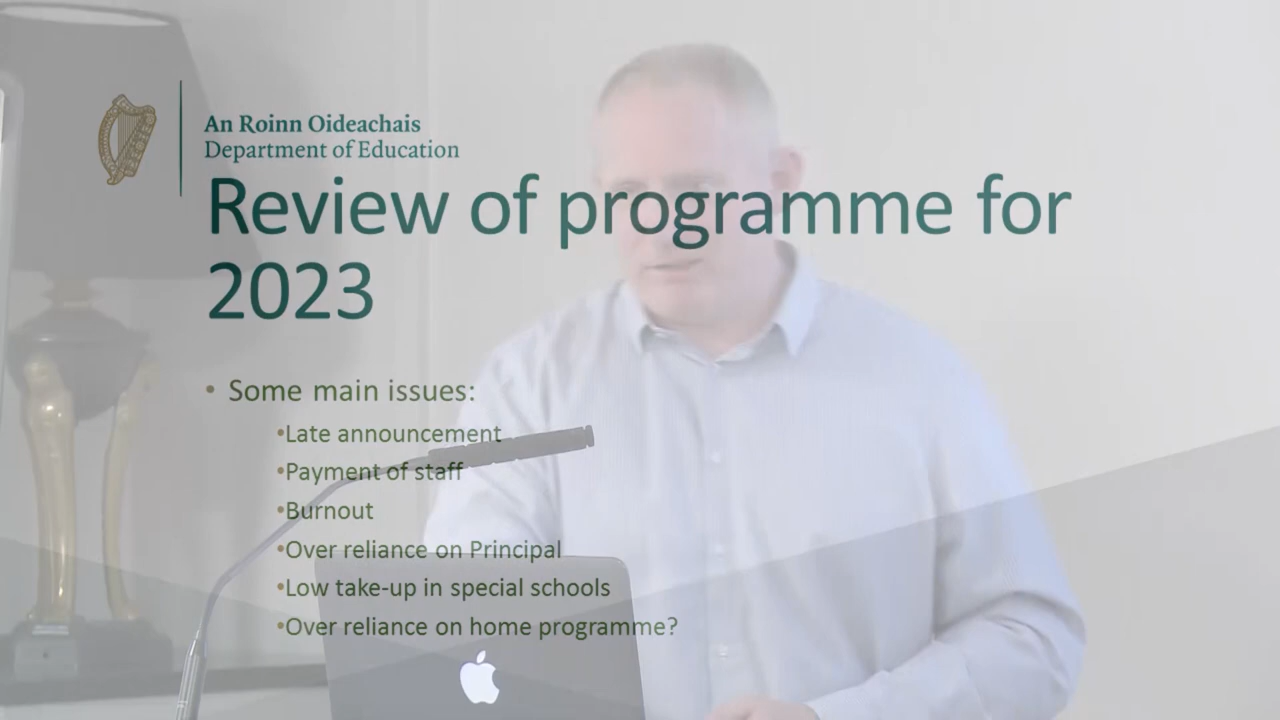 An Roinn Oideachais
Department of Education
Review of programme for
2023
• Some main issues:
•Late announcement
•Payment of staff
•Burnout
•Over reliance on Principal
•Low take-up in special schools
•Over reliance on home programme?